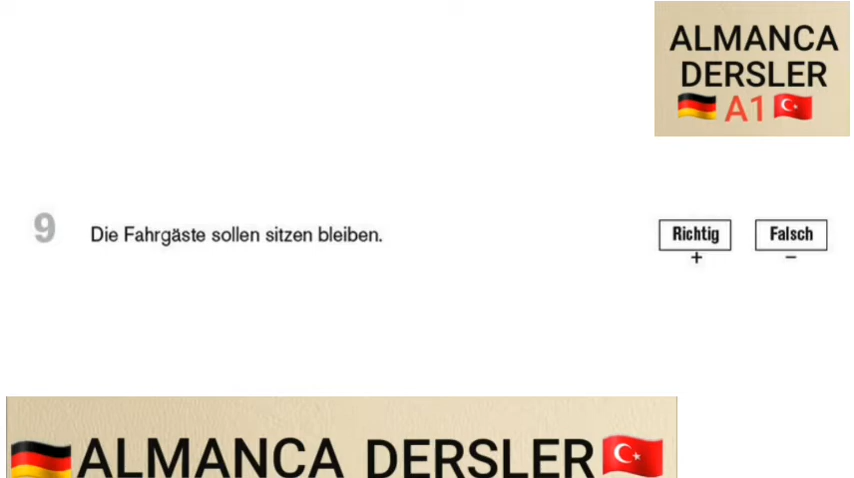 ALMANCA
DERSLER
A1
9 Die Fahrgäste sollen sitzen bleiben. Richtig Falsch
+ –
ALMANCA DERSLER